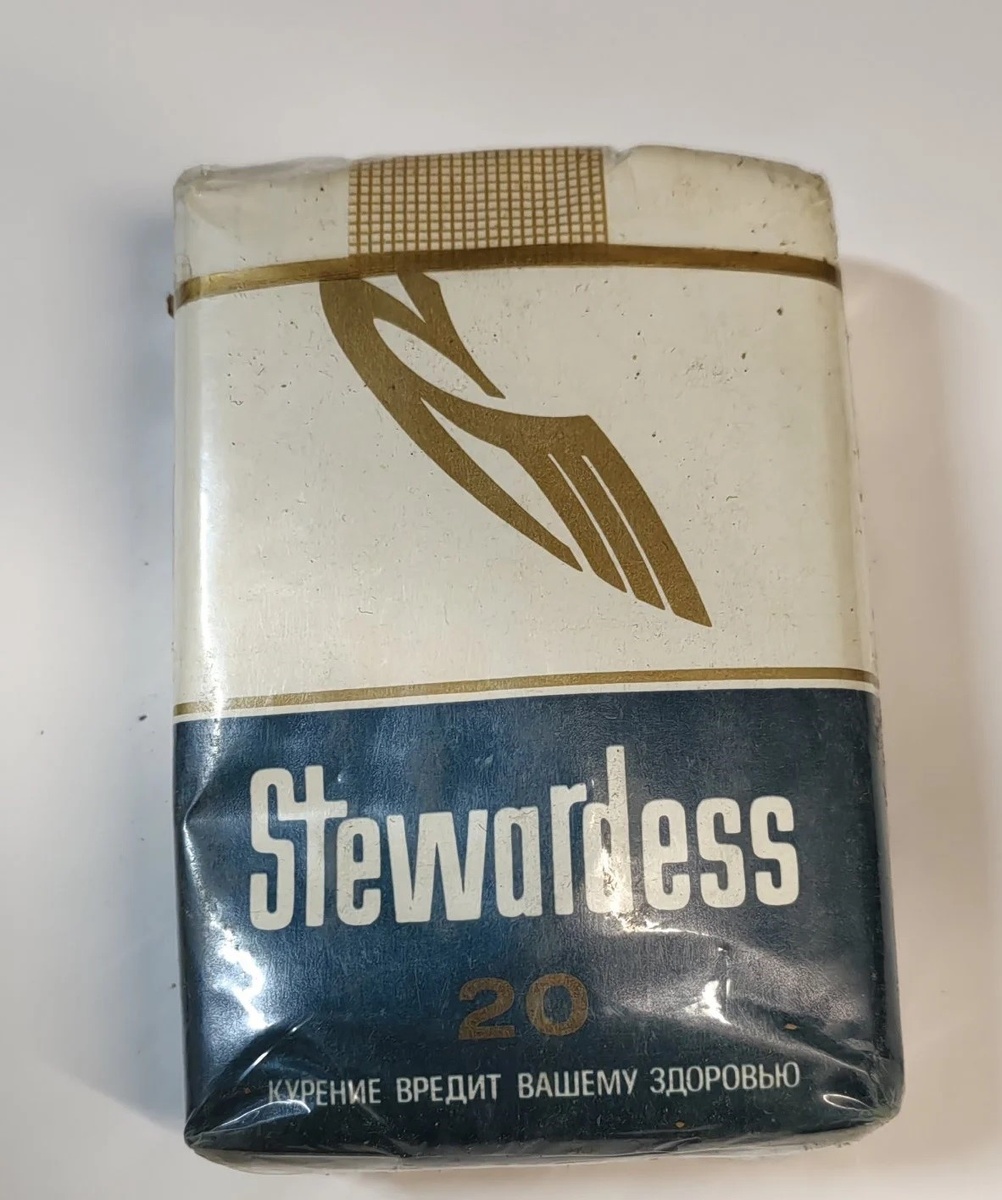 Stewardess
20
КУРЕНИЕ ВРЕДИТ ВАШЕМУ ЗДОРОВЬЮ